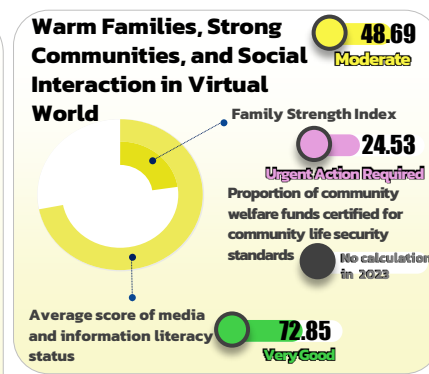 Warm Families, Strong
Communities, and Social
Interaction in Virtual
World
48.69
Moderate
Family Strength Index
24.53
Urgent Action Required
Proportion of community
welfare funds certified for
community life security
standards
No calculation
in 2023
Average score of media
and information literacy
status
72.85
Very Good